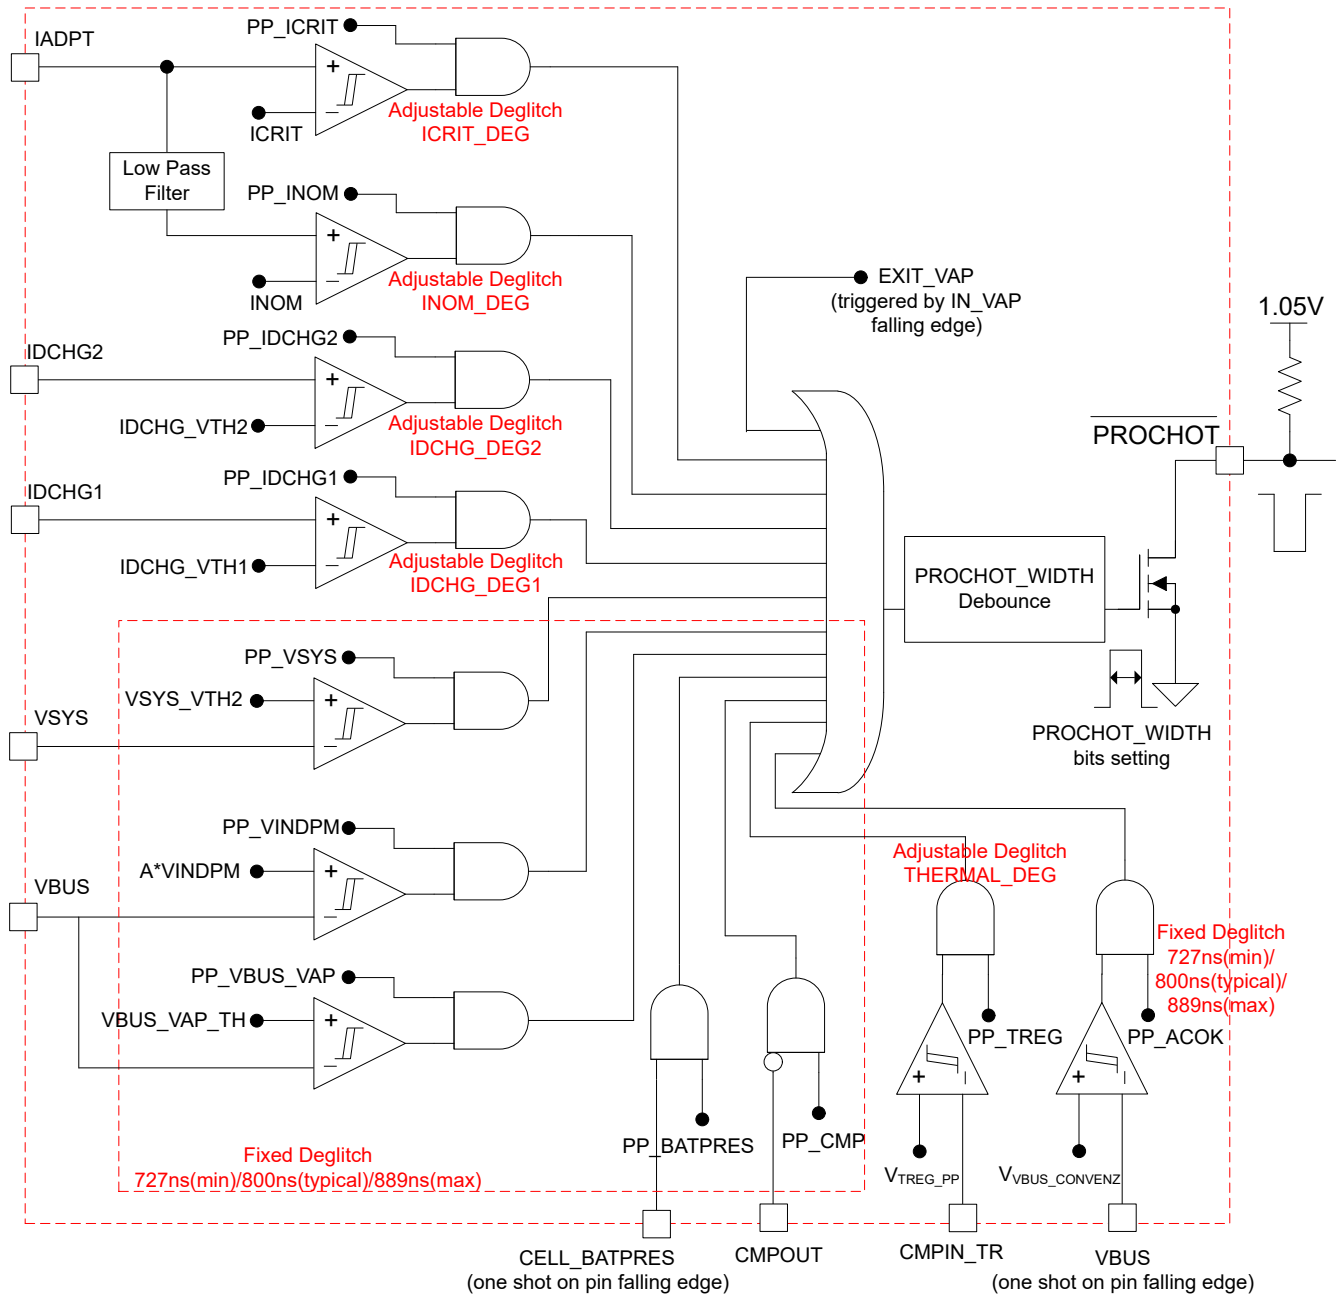 IADPT
PP_ICRIT
+
−
ICRIT
Adjustable Deglitch
ICRIT_DEG
Low Pass
Filter
PP_INOM
+
−
INOM
Adjustable Deglitch
INOM_DEG
EXIT_VAP
(triggered by IN_VAP
falling edge)
1.05V
IDCHG2
PP_IDCHG2
+
−
IDCHG_VTH2
Adjustable Deglitch
IDCHG_DEG2
PROCHOT
IDCHG1
PP_IDCHG1
+
−
IDCHG_VTH1
Adjustable Deglitch
IDCHG_DEG1
PROCHOT_WIDTH
Debounce
PP_VSYS
VSYS_VTH2
+
−
VSYS
PROCHOT_WIDTH
bits setting
PP_VINDPM
A*VINDPM
+
−
VBUS
Adjustable Deglitch
THERMAL_DEG
Fixed Deglitch
727ns(min)/
800ns(typical)/
889ns(max)
PP_VBUS_VAP
VBUS_VAP_TH
+
−
PP_TREG
PP_ACOK
+
−
+
−
PP_BATPRES
PP_CMP
Fixed Deglitch
727ns(min)/800ns(typical)/889ns(max)
VTREG_PP
VVBUS_CONVENZ
CELL_BATPRES
(one shot on pin falling edge)
CMPOUT
CMPIN_TR
VBUS
(one shot on pin falling edge)